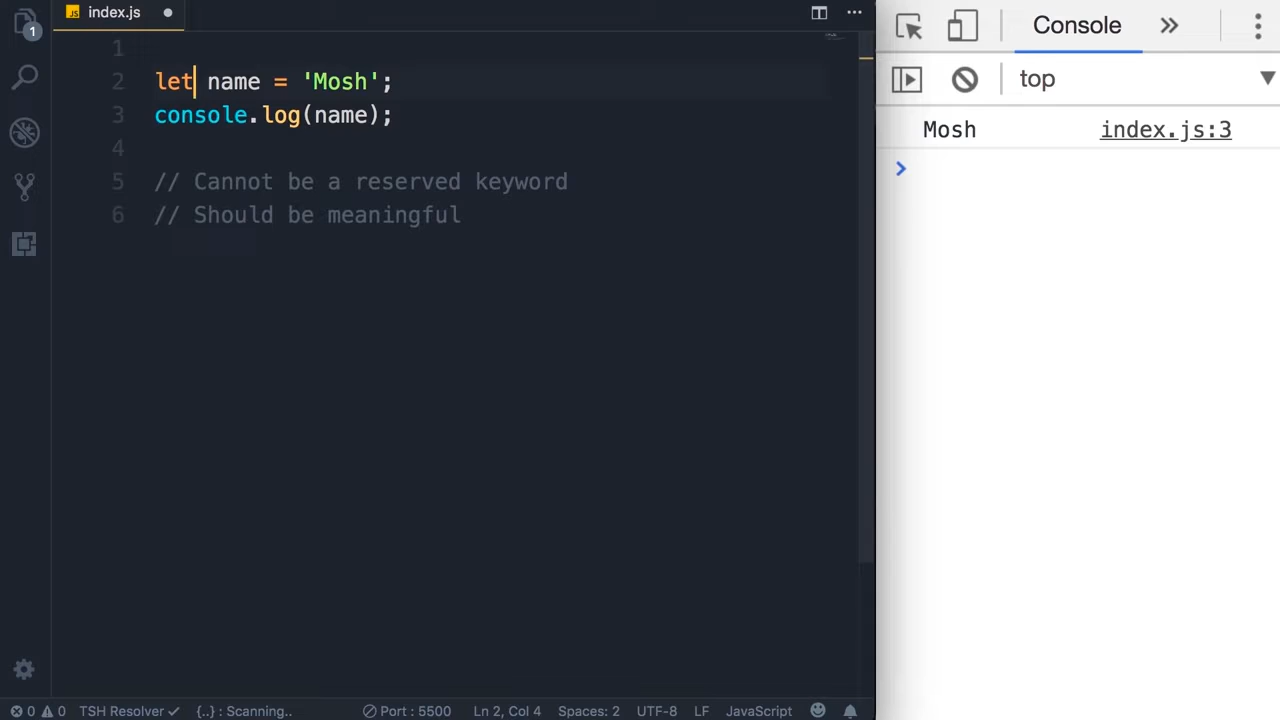 index.js
1
1
2 let name = 'Mosh';
3 console.log(name);
4
5 // Cannot be a reserved keyword
6 // Should be meaningful
0 0 TSH Resolver {..} : Scanning.. Port : 5500 Ln 2, Col 4 Spaces: 2 UTF-8 LF JavaScript
Console
top
Mosh index.js:3